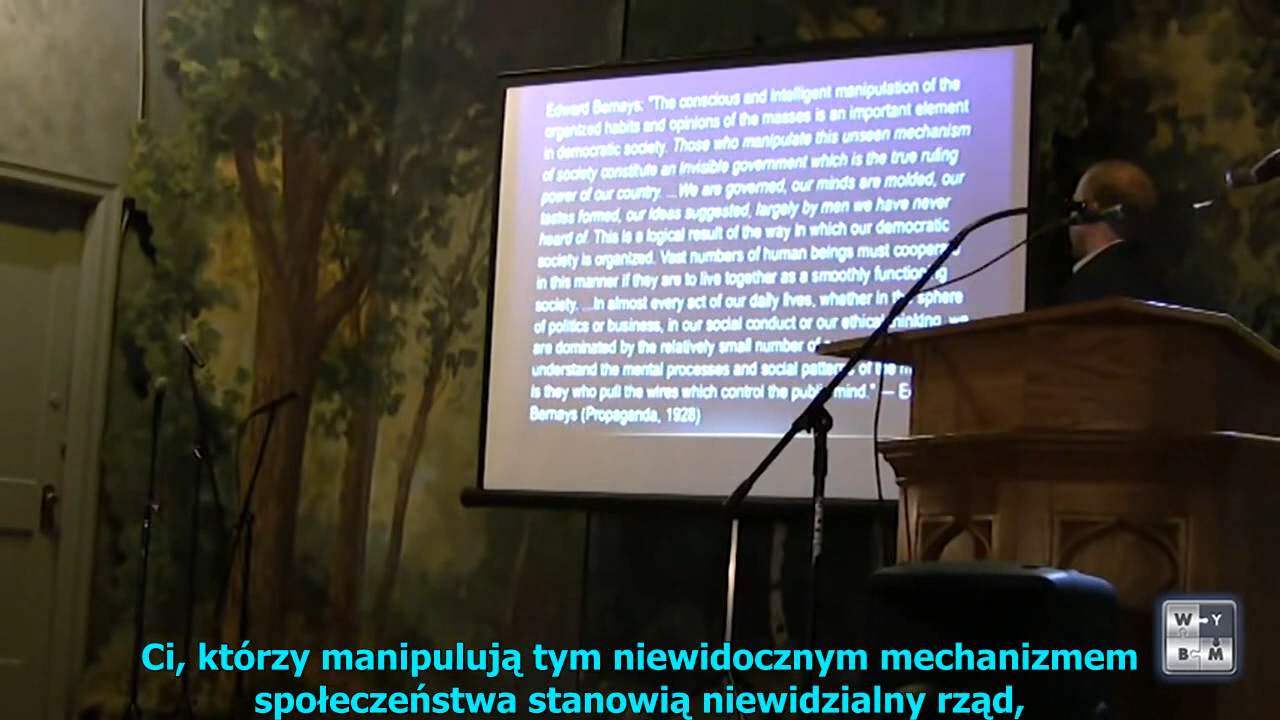 Edward Bernays: "The conscious and intelligent manipulation of the
organized habits and opinions of the masses is an important element
in democratic society. Those who manipulate this unseen mechanism
of society constitute an invisible government which is the true ruling
power of our country. ...We are governed, our minds are molded, our
tastes formed, our ideas suggested, largely by men we have never
heard of. This is a logical result of the way in which our democratic
society is organized. Vast numbers of human beings must cooperate
in this manner if they are to live together as a smoothly functioning
society. ...In almost every act of our daily lives, whether in the sphere
of politics or business, in our social conduct or our ethical thinking, we
are dominated by the relatively small number of
understand the mental processes and social patterns of the
is they who pull the wires which control the public mind." —
Bernays (Propaganda, 1928)
Ci, którzy manipulują tym niewidocznym mechanizmem
społeczeństwa stanowią niewidzialny rząd,
W Y
B M